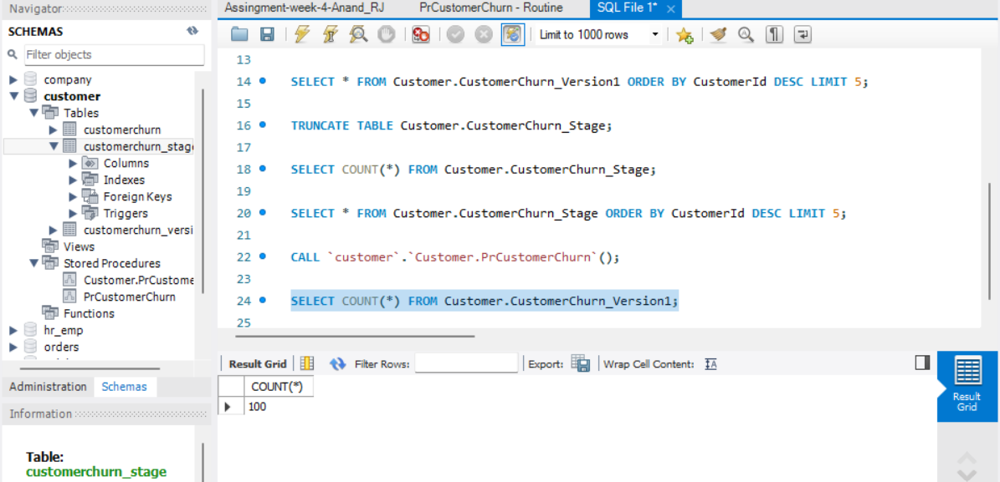 Navigator
Assingment-week-4-Anand_RJ
PrCustomerChurn - Routine
SQL File 1*
SCHEMAS
Filter objects
company
customer
Tables
customerchurn
customerchurn_stag
Columns
Indexes
Foreign Keys
Triggers
customerchurn_versi
Views
Stored Procedures
Customer.PrCustome
PrCustomerChurn
Functions
hr_emp
orders
Administration Schemas
Information
Table:
customerchurn_stage
Limit to 1000 rows
13
14 SELECT * FROM Customer.CustomerChurn_Version1 ORDER BY CustomerId DESC LIMIT 5;
15
16 TRUNCATE TABLE Customer.CustomerChurn_Stage;
17
18 SELECT COUNT(*) FROM Customer.CustomerChurn_Stage;
19
20 SELECT * FROM Customer.CustomerChurn_Stage ORDER BY CustomerId DESC LIMIT 5;
21
22 CALL `customer`.`Customer.PrCustomerChurn`();
23
24 SELECT COUNT(*) FROM Customer.CustomerChurn_Version1;
25
Result Grid Filter Rows: Export: Wrap Cell Content:
COUNT(*)
100
Result
Grid